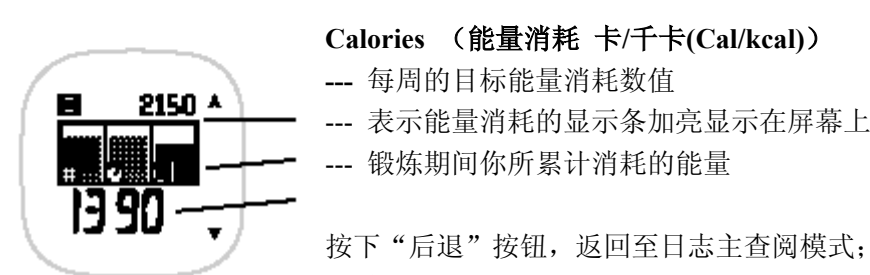 Calories （能量消耗 卡/千卡(Cal/kcal)）
--- 每周的目标能量消耗数值
2150
--- 表示能量消耗的显示条加亮显示在屏幕上
#
--- 锻炼期间你所累计消耗的能量
1390
按下“后退”按钮，返回至日志主查阅模式；